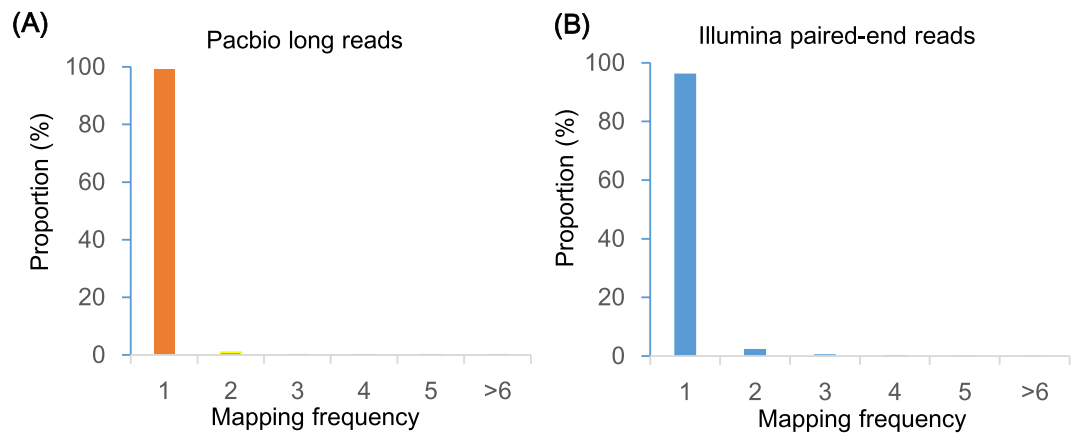 (A)
Pacbio long reads
Proportion (%)
100
80
60
40
20
0
1 2 3 4 5 >6
Mapping frequency
(B)
Illumina paired-end reads
Proportion (%)
100
80
60
40
20
0
1 2 3 4 5 >6
Mapping frequency